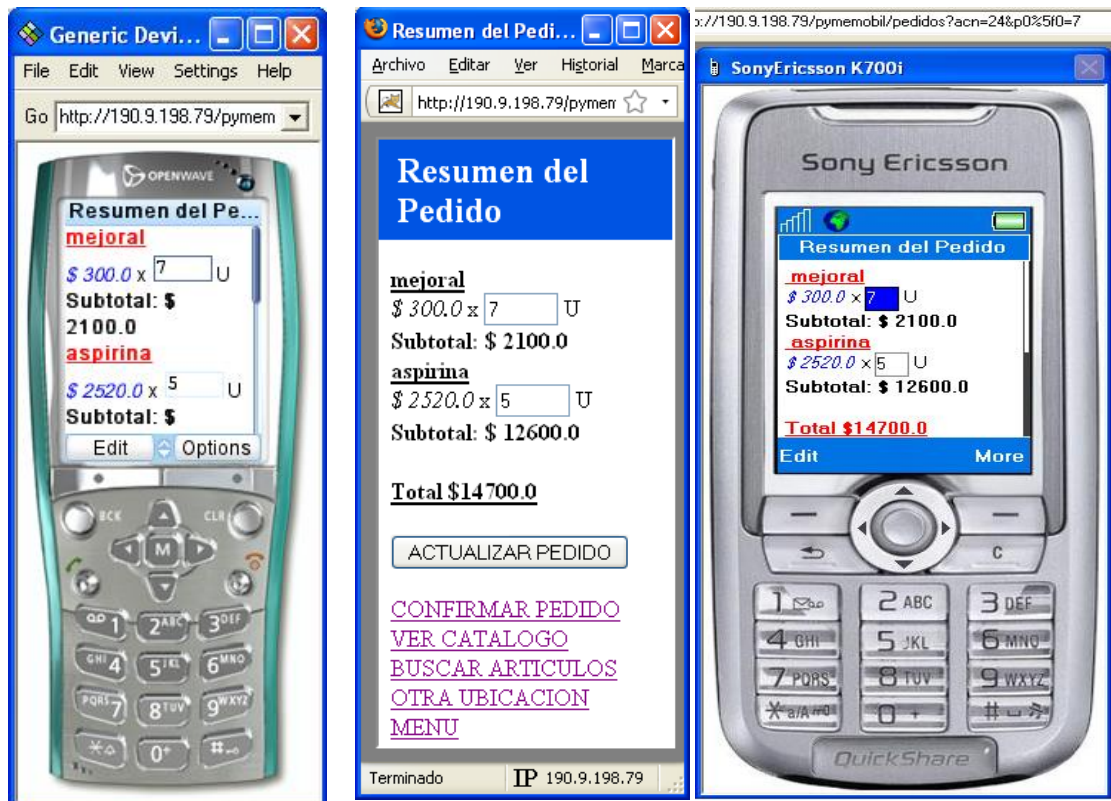 Generic Devi...
File Edit View Settings Help
Go http://190.9.198.79/pymem
OPENWAVE
Resumen del Pe...
mejoral
$ 300.0 x 7 U
Subtotal: $
2100.0
aspirina
$ 2520.0 x 5 U
Subtotal: $
Edit Options
BCK CLR
M
1
2ABC
3DEF
GHI 4
5JKL
6MNO
PQRS 7
8TUV
9WXYZ
0+
#
Resumen del Pedi...
Archivo Editar Ver Historial Marca
http://190.9.198.79/pymem
Resumen del
Pedido
mejoral
$ 300.0 x 7 U
Subtotal: $ 2100.0
aspirina
$ 2520.0 x 5 U
Subtotal: $ 12600.0
Total $14700.0
ACTUALIZAR PEDIDO
CONFIRMAR PEDIDO
VER CATALOGO
BUSCAR ARTICULOS
OTRA UBICACION
MENU
Terminado IP 190.9.198.79
://190.9.198.79/pymemobil/pedidos?acn=24&p0%5f0=7
SonyEricsson K700i
Sony Ericsson
Resumen del Pedido
mejoral
$ 300.0 x 7 U
Subtotal: $ 2100.0
aspirina
$ 2520.0 x 5 U
Subtotal: $ 12600.0
Total $14700.0
Edit More
C
1
2 ABC
3 DEF
4 GHI
5 JKL
6 MNO
7 PQRS
8 TUV
9 WXYZ
* a/A
0 +
#
QuickShare